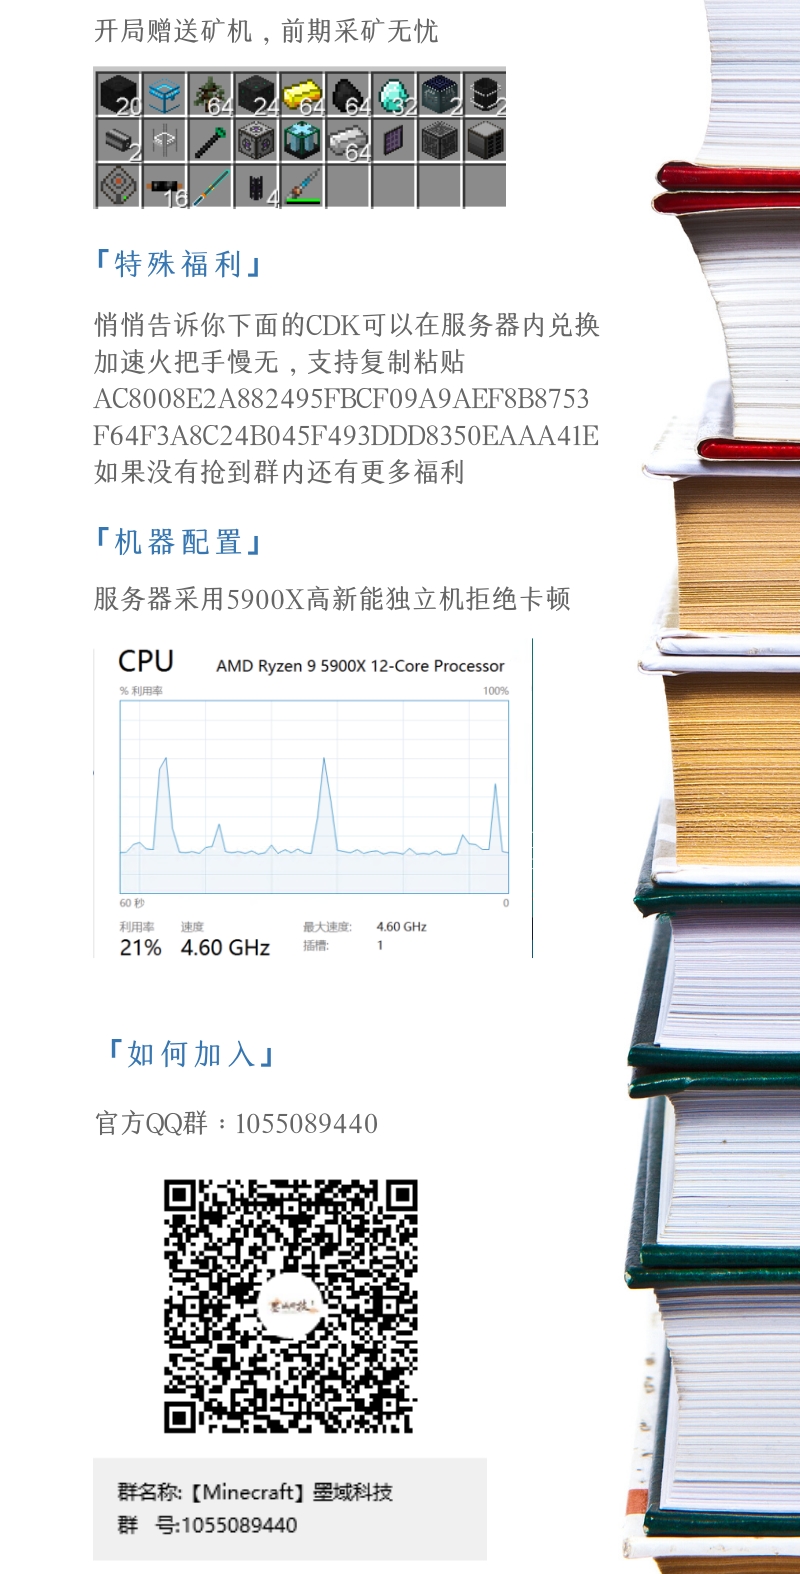 开局赠送矿机，前期采矿无忧
20 64 24 64 64 32 2 2
2 64
16 4
「特殊福利」
悄悄告诉你下面的CDK可以在服务器内兑换
加速火把手慢无，支持复制粘贴
AC8008E2A882495FBCF09A9AEF8B8753
F64F3A8C24B045F493DDD8350EAAA41E
如果没有抢到群内还有更多福利
「机器配置」
服务器采用5900X高新能独立机拒绝卡顿
CPU AMD Ryzen 9 5900X 12-Core Processor
% 利用率 100%
60 秒 0
利用率 速度 最大速度: 4.60 GHz
21% 4.60 GHz 插槽: 1
「如何加入」
官方QQ群：1055089440
群名称:【Minecraft】墨域科技
群 号:1055089440